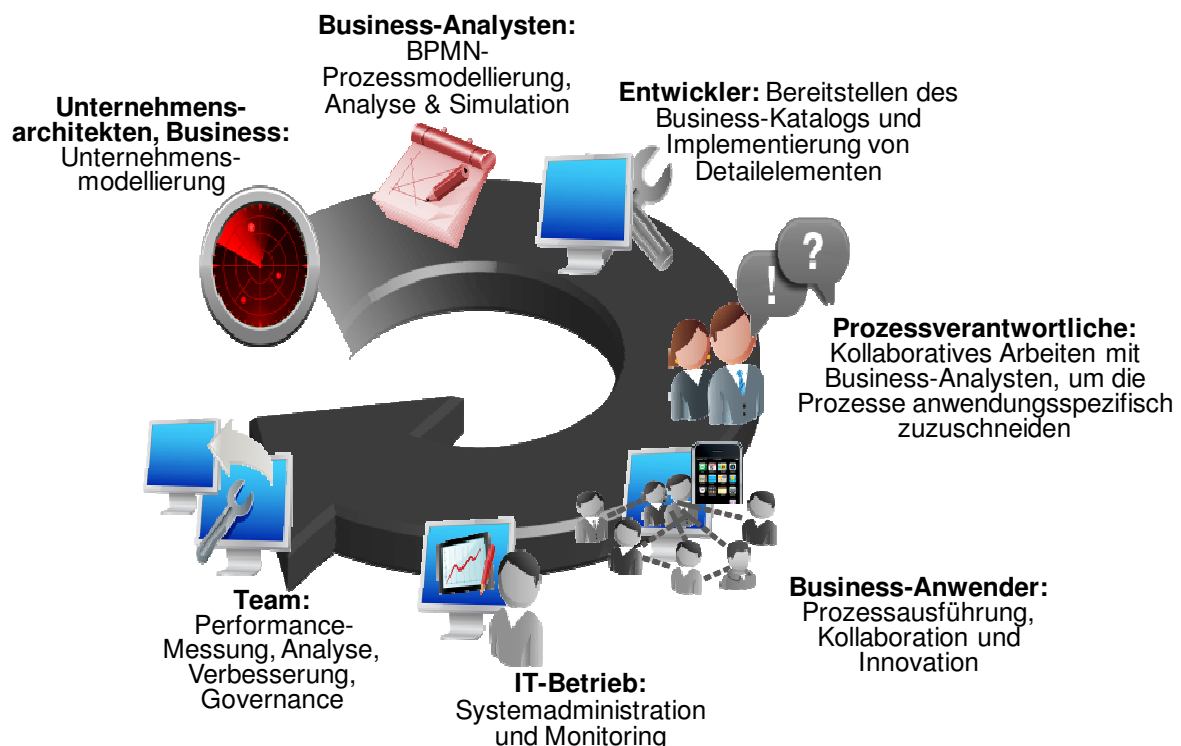 Business-Analysten:
BPMN-
Prozessmodellierung,
Analyse & Simulation
Unternehmens-
architekten, Business:
Unternehmens-
modellierung
Entwickler: Bereitstellen des
Business-Katalogs und
Implementierung von
Detailelementen
! ?
Prozessverantwortliche:
Kollaboratives Arbeiten mit
Business-Analysten, um die
Prozesse anwendungsspezifisch
zuzuschneiden
Business-Anwender:
Prozessausführung,
Kollaboration und
Innovation
IT-Betrieb:
Systemadministration
und Monitoring
Team:
Performance-
Messung, Analyse,
Verbesserung,
Governance